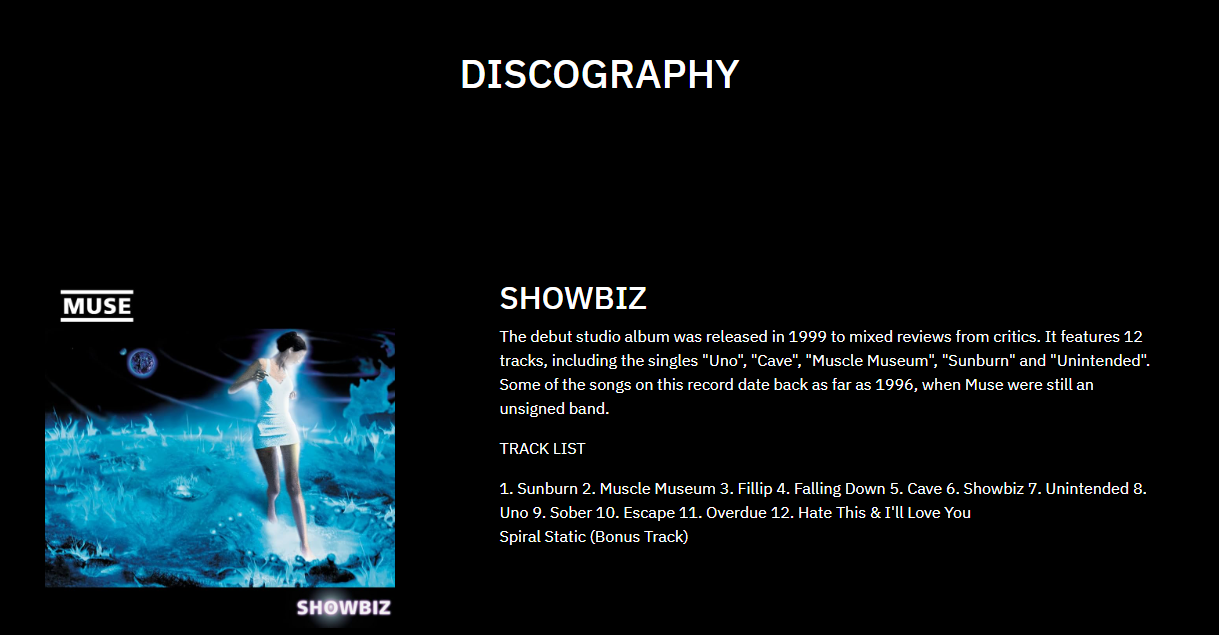 DISCOGRAPHY
MUSE
SHOWBIZ
SHOWBIZ
The debut studio album was released in 1999 to mixed reviews from critics. It features 12
tracks, including the singles "Uno", "Cave", "Muscle Museum", "Sunburn" and "Unintended".
Some of the songs on this record date back as far as 1996, when Muse were still an
unsigned band.
TRACK LIST
1. Sunburn 2. Muscle Museum 3. Fillip 4. Falling Down 5. Cave 6. Showbiz 7. Unintended 8.
Uno 9. Sober 10. Escape 11. Overdue 12. Hate This & I'll Love You
Spiral Static (Bonus Track)